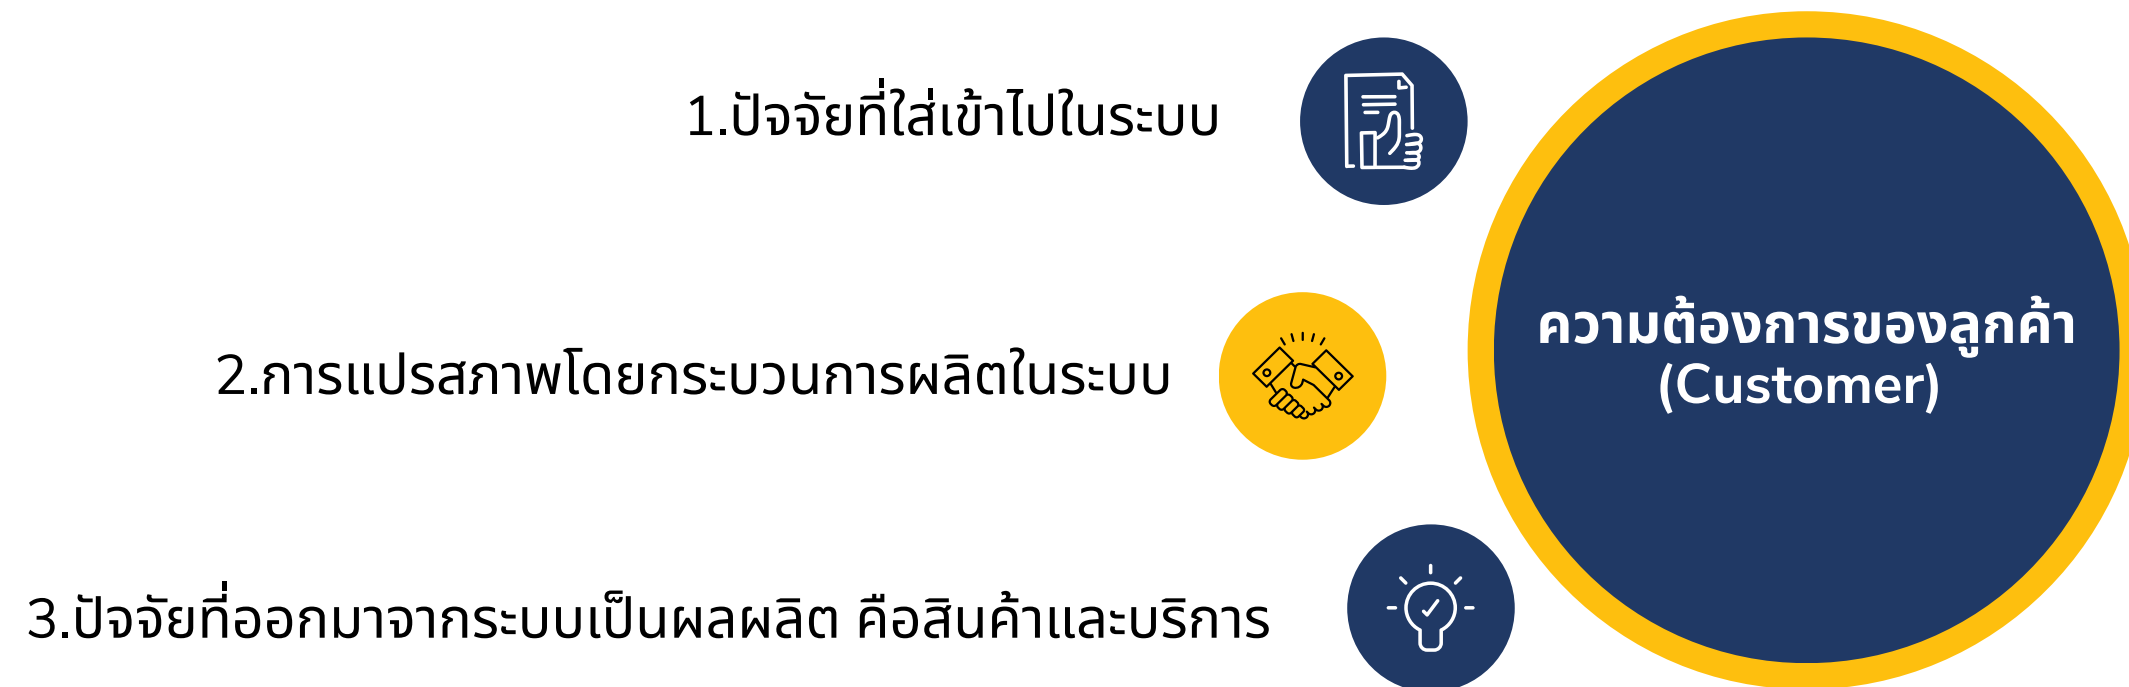 1.ปัจจัยที่ใส่เข้าไปในระบบ
2.การแปรสภาพโดยกระบวนการผลิตในระบบ
3.ปัจจัยที่ออกมาจากระบบเป็นผลผลิต คือสินค้าและบริการ
ความต้องการของลูกค้า
(Customer)